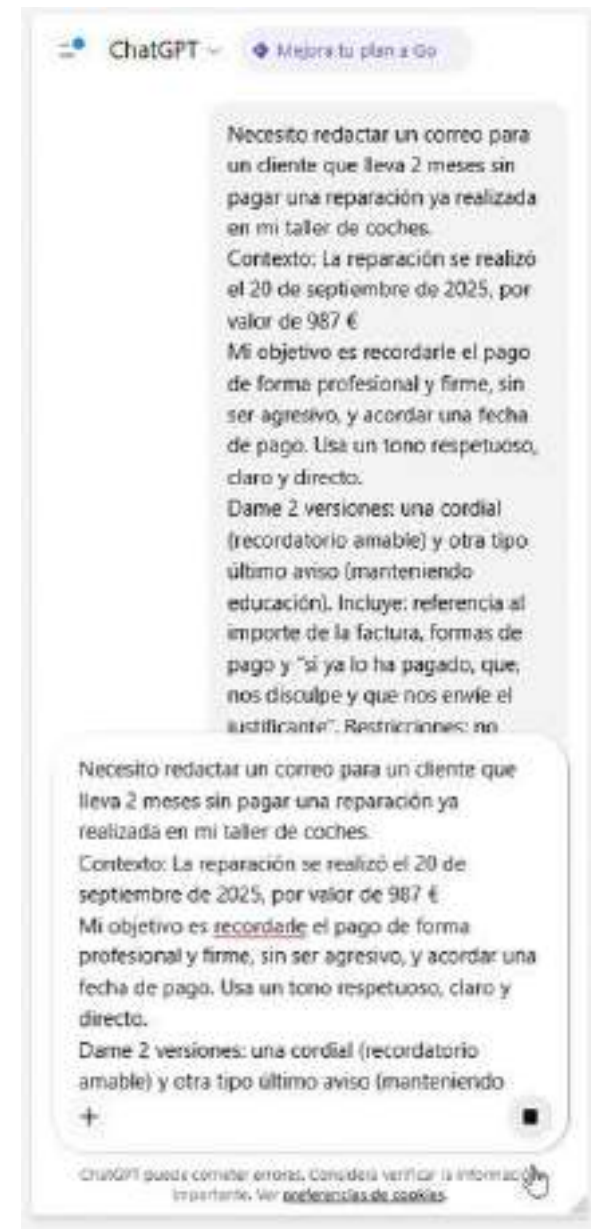 ChatGPT
Mejora tu plan a Go
Necesito redactar un correo para
un cliente que lleva 2 meses sin
pagar una reparación ya realizada
en mi taller de coches.
Contexto: La reparación se realizó
el 20 de septiembre de 2025, por
valor de 987 €
Mi objetivo es recordarle el pago
de forma profesional y firme, sin
ser agresivo, y acordar una fecha
de pago. Usa un tono respetuoso,
claro y directo.
Dame 2 versiones: una cordial
(recordatorio amable) y otra tipo
último aviso (manteniendo
educación). Incluye: referencia al
importe de la factura, formas de
pago y "si ya lo ha pagado, que,
nos disculpe y que nos envíe el
justificante". Restricciones: no
Necesito redactar un correo para un cliente que
lleva 2 meses sin pagar una reparación ya
realizada en mi taller de coches.
Contexto: La reparación se realizó el 20 de
septiembre de 2025, por valor de 987 €
Mi objetivo es recordarle el pago de forma
profesional y firme, sin ser agresivo, y acordar una
fecha de pago. Usa un tono respetuoso, claro y
directo.
Dame 2 versiones: una cordial (recordatorio
amable) y otra tipo último aviso (manteniendo
ChatGPT puede cometer errores. Considera verificar la información
importante. Ver preferencias de cookies.